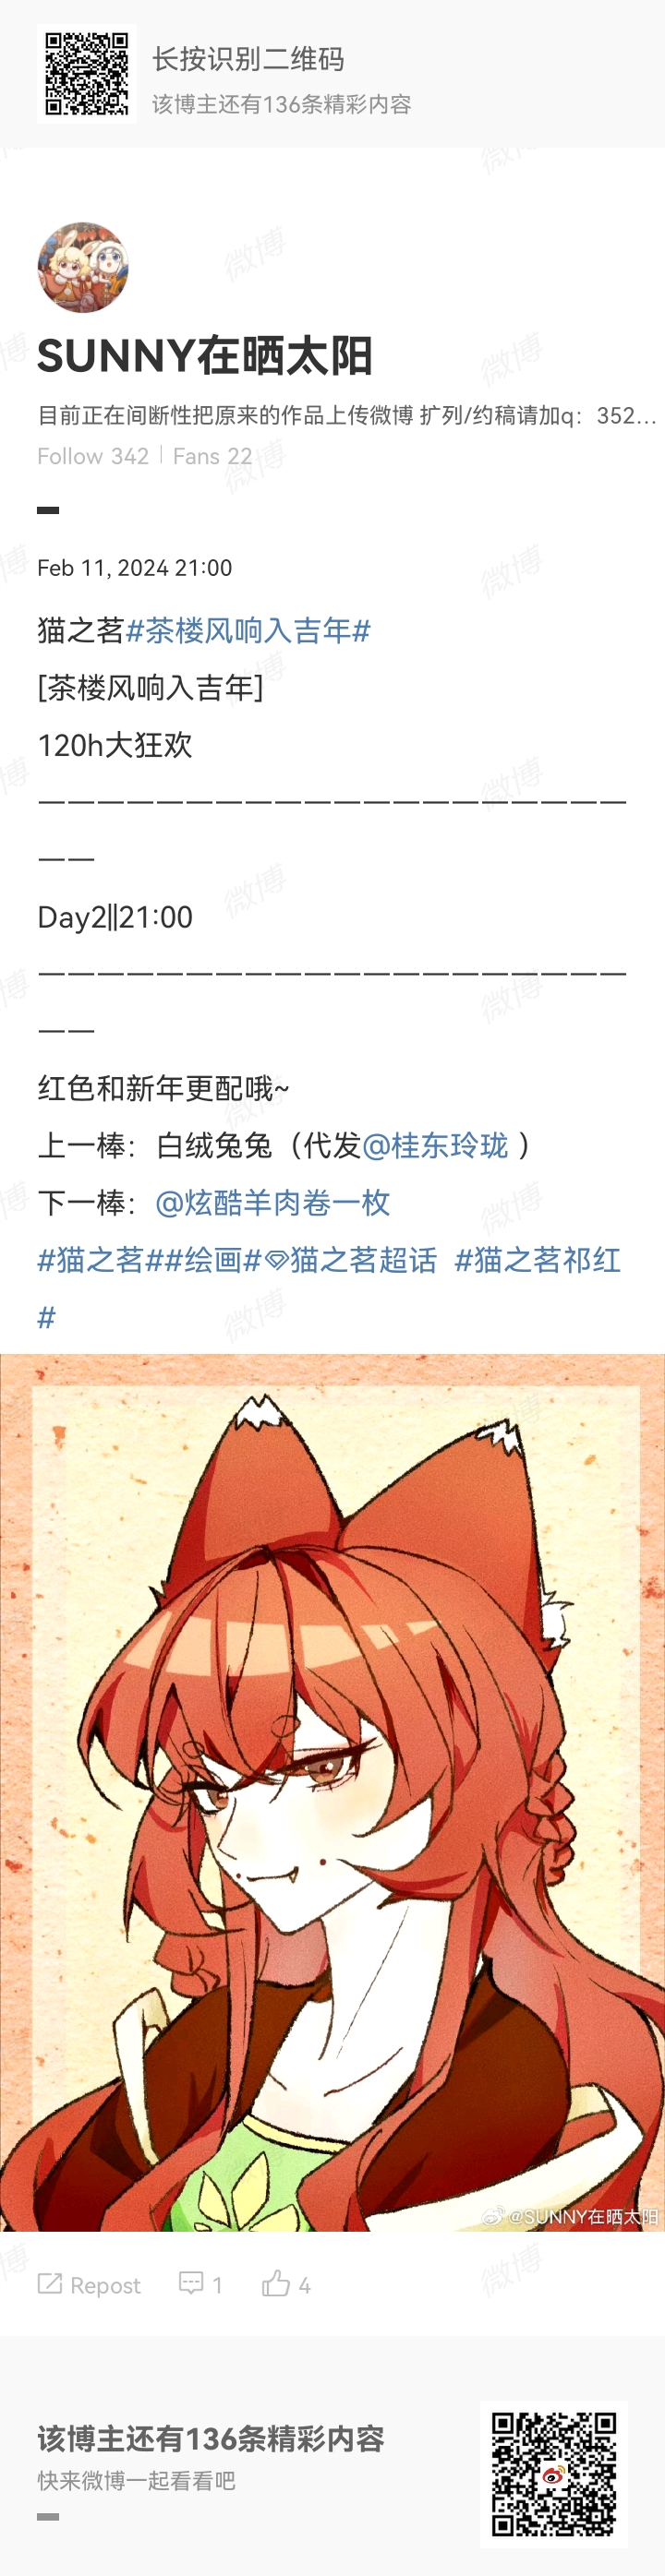 长按识别二维码
该博主还有136条精彩内容
SUNNY在晒太阳
目前正在间断性把原来的作品上传微博 扩列/约稿请加q：352...
Follow 342 | Fans 22
Feb 11, 2024 21:00
猫之茗#茶楼风响入吉年#
[茶楼风响入吉年]
120h大狂欢
————————————————————
——
Day2||21:00
————————————————————
——
红色和新年更配哦~
上一棒：白绒兔兔（代发@桂东玲珑 ）
下一棒：@炫酷羊肉卷一枚
#猫之茗##绘画#猫之茗超话 #猫之茗祁红
#
@SUNNY在晒太阳
Repost 1 4
该博主还有136条精彩内容
快来微博一起看看吧
微博